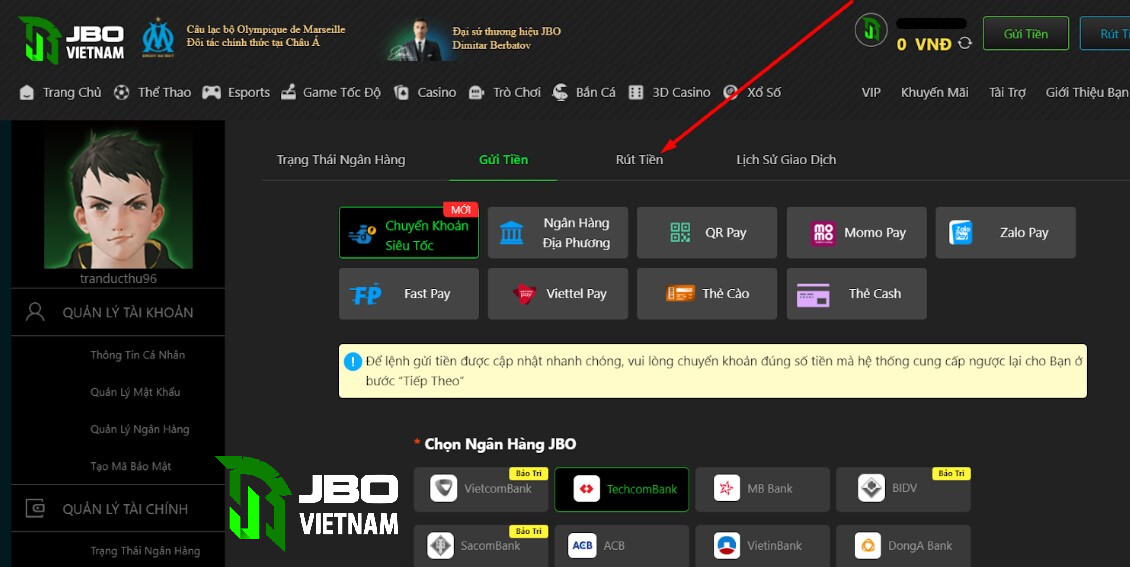 JBO
VIETNAM
Câu lạc bộ Olympique de Marseille
Đối tác chinh thức tại Châu Á
Đại sứ thương hiệu JBO
Dimitar Berbatov
0 VNĐ
Gửi Tiền
Rút Ti
Trang Chủ
Thể Thao
Esports
Game Tốc Độ
Casino
Trò Chơi
Bắn Cá
3D Casino
Xổ Số
VIP
Khuyến Mãi
Tài Trợ
Giới Thiệu Bạn
Trạng Thái Ngân Hàng
Gửi Tiền
Rút Tiền
Lịch Sử Giao Dịch
tranducthu96
QUẢN LÝ TÀI KHOẢN
Thông Tin Cá Nhân
Quản Lý Mật Khẩu
Quản Lý Ngân Hàng
Tạo Mã Bảo Mật
QUẢN LÝ TÀI CHÍNH
Trạng Thái Ngân Hàng
MỚI
Chuyển Khoản
Siêu Tốc
Ngân Hàng
Địa Phương
QR Pay
MOMO
Momo Pay
Zalo
Zalo Pay
FP
Fast Pay
pay
Viettel Pay
Thẻ Cào
Thẻ Cash
Để lệnh gửi tiền được cập nhật nhanh chóng, vui lòng chuyển khoản đúng số tiền mà hệ thống cung cấp ngược lại cho Bạn ở
bước “Tiếp Theo”
* Chọn Ngân Hàng JBO
Bảo Trì
VietcomBank
TechcomBank
MB Bank
Bảo Trì
BIDV
Bảo Trì
SacomBank
ACB
ACB
VietinBank
DongA Bank
JBO
VIETNAM